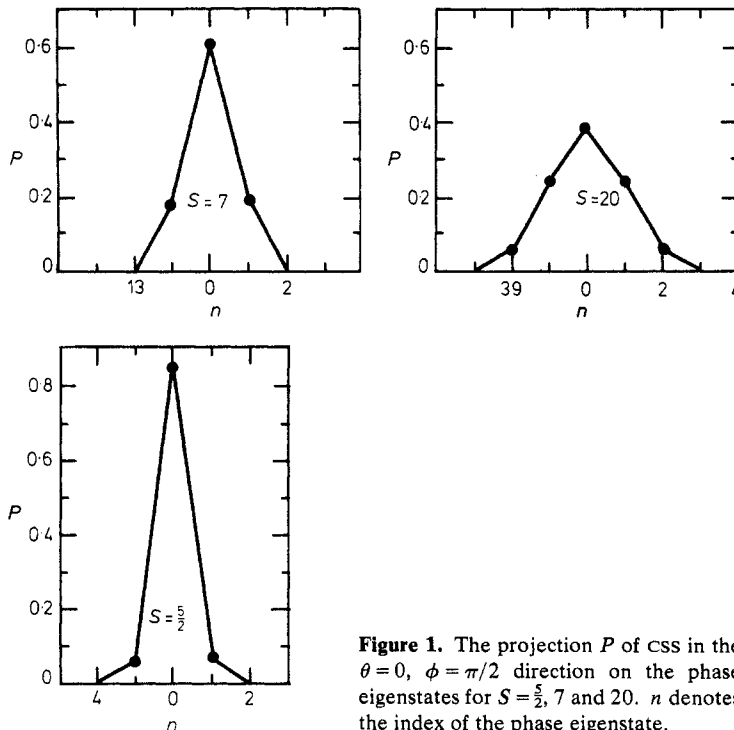 0·6
0·4
P
0·2
0
S = 7
13 0 2
n
0·6
0·4
P
0·2
0
S = 20
39 0 2 4
n
0·8
0·6
P
0·4
0·2
0
S = 5/2
4 0 2
n
Figure 1. The projection P of CSS in the
θ = 0, ϕ = π/2 direction on the phase
eigenstates for S = 5/2, 7 and 20. n denotes
the index of the phase eigenstate.